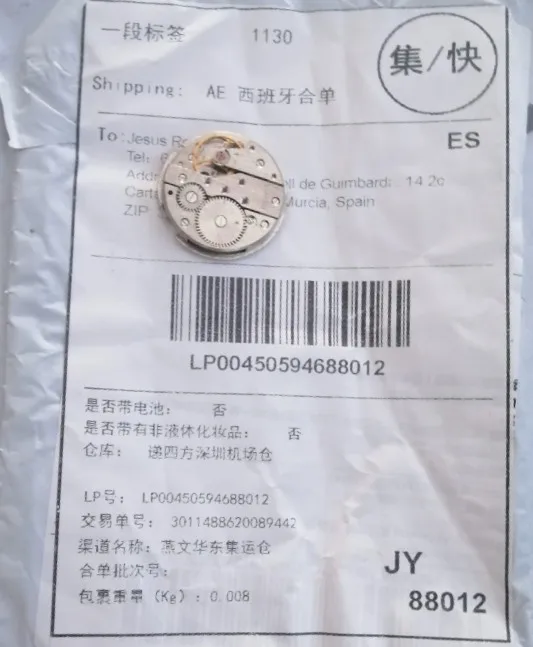 一段标签 1130
集/快
Shipping: AE 西班牙合单
To: Jesus
ES
Tel:
de Guimbardi 14 2c
Murcia, Spain
ZIP
LP00450594688012
是否带电池: 否
是否带有非液体化妆品: 否
仓库: 递四方深圳机场仓
LP号: LP00450594688012
交易单号: 3011488620089442
渠道名称: 燕文华东集运仓
JY
合单批次号:
包裹重量 (Kg): 0.008
88012